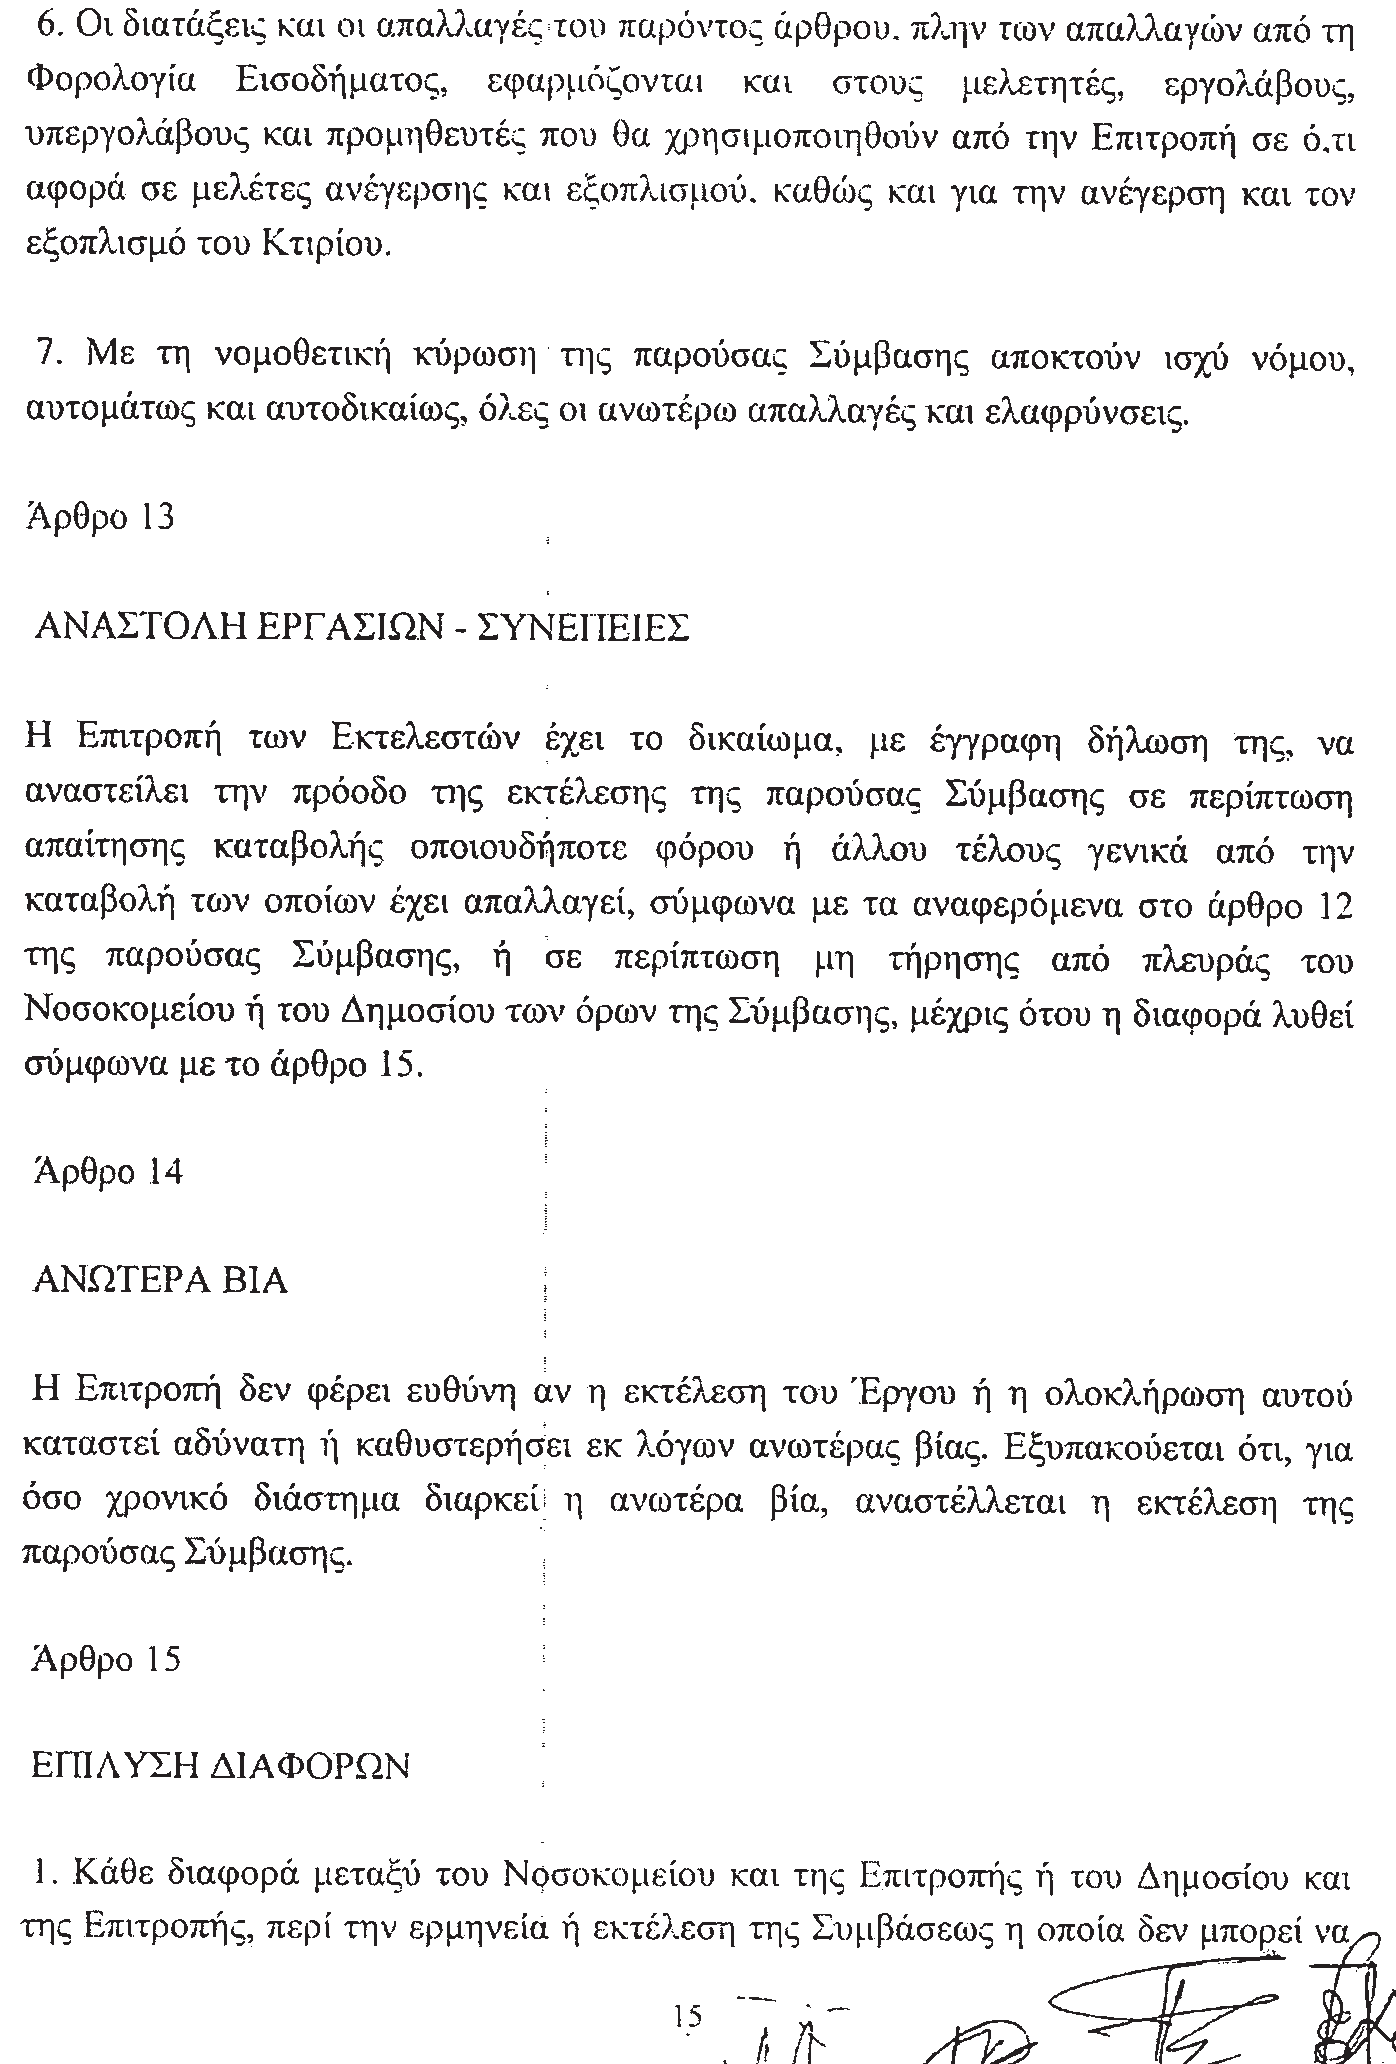 6. Οι διατάξεις και οι απαλλαγές του παρόντος άρθρου, πλην των απαλλαγών από τη
Φορολογία Εισοδήματος, εφαρμόζονται και στους μελετητές, εργολάβους,
υπεργολάβους και προμηθευτές που θα χρησιμοποιηθούν από την Επιτροπή σε ό,τι
αφορά σε μελέτες ανέγερσης και εξοπλισμού, καθώς και για την ανέγερση και τον
εξοπλισμό του Κτιρίου.
7. Με τη νομοθετική κύρωση της παρούσας Σύμβασης αποκτούν ισχύ νόμου,
αυτομάτως και αυτοδικαίως, όλες οι ανωτέρω απαλλαγές και ελαφρύνσεις.
Άρθρο 13
ΑΝΑΣΤΟΛΗ ΕΡΓΑΣΙΩΝ - ΣΥΝΕΠΕΙΕΣ
Η Επιτροπή των Εκτελεστών έχει το δικαίωμα, με έγγραφη δήλωση της, να
αναστείλει την πρόοδο της εκτέλεσης της παρούσας Σύμβασης σε περίπτωση
απαίτησης καταβολής οποιουδήποτε φόρου ή άλλου τέλους γενικά από την
καταβολή των οποίων έχει απαλλαγεί, σύμφωνα με τα αναφερόμενα στο άρθρο 12
της παρούσας Σύμβασης, ή σε περίπτωση μη τήρησης από πλευράς του
Νοσοκομείου ή του Δημοσίου των όρων της Σύμβασης, μέχρις ότου η διαφορά λυθεί
σύμφωνα με το άρθρο 15.
Άρθρο 14
ΑΝΩΤΕΡΑ ΒΙΑ
Η Επιτροπή δεν φέρει ευθύνη αν η εκτέλεση του Έργου ή η ολοκλήρωση αυτού
καταστεί αδύνατη ή καθυστερήσει εκ λόγων ανωτέρας βίας. Εξυπακούεται ότι, για
όσο χρονικό διάστημα διαρκεί η ανωτέρα βία, αναστέλλεται η εκτέλεση της
παρούσας Σύμβασης.
Άρθρο 15
ΕΠΙΛΥΣΗ ΔΙΑΦΟΡΩΝ
1. Κάθε διαφορά μεταξύ του Νοσοκομείου και της Επιτροπής ή του Δημοσίου και
της Επιτροπής, περί την ερμηνεία ή εκτέλεση της Συμβάσεως η οποία δεν μπορεί να
15